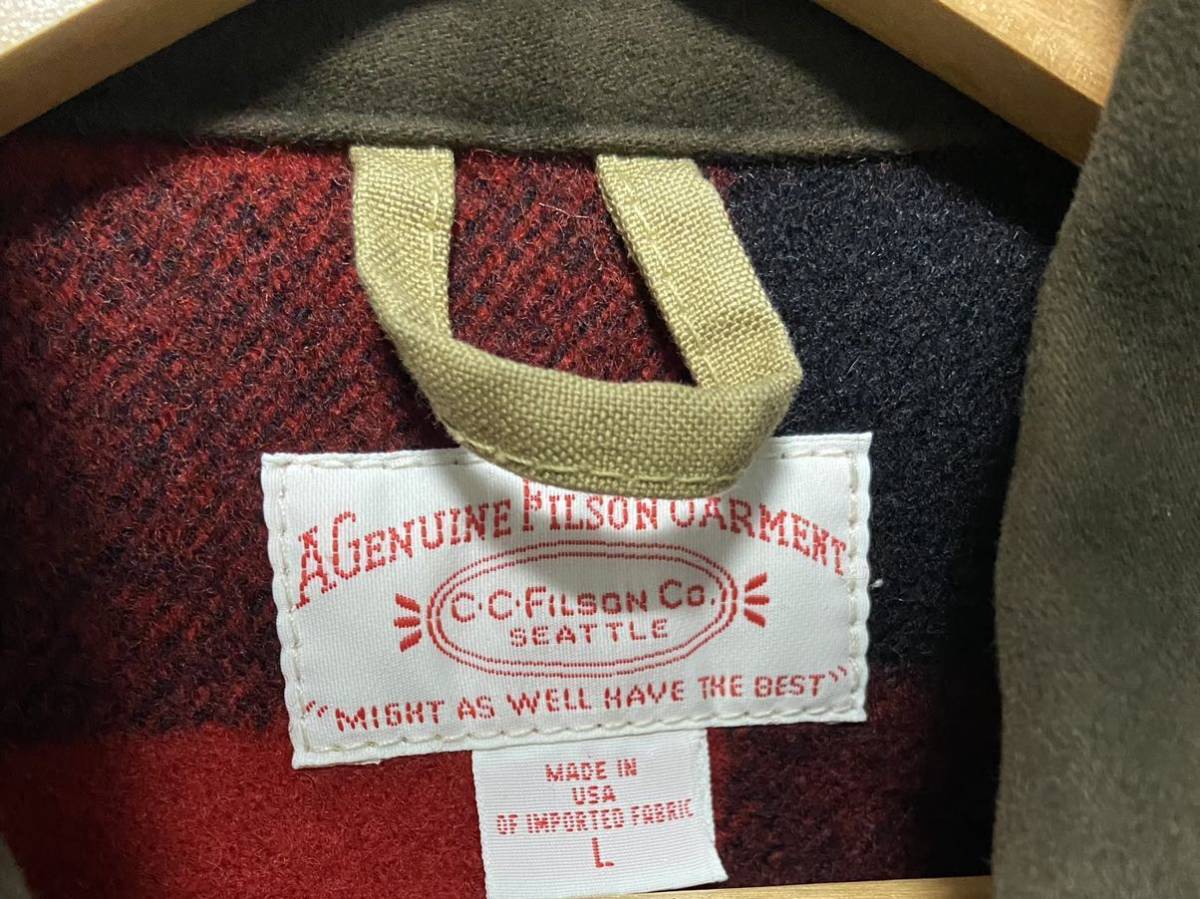 A GENUINE FILSON GARMENT
C·C·FILSON CO.
SEATTLE
"MIGHT AS WELL HAVE THE BEST"
MADE IN
USA
OF IMPORTED FABRIC
L